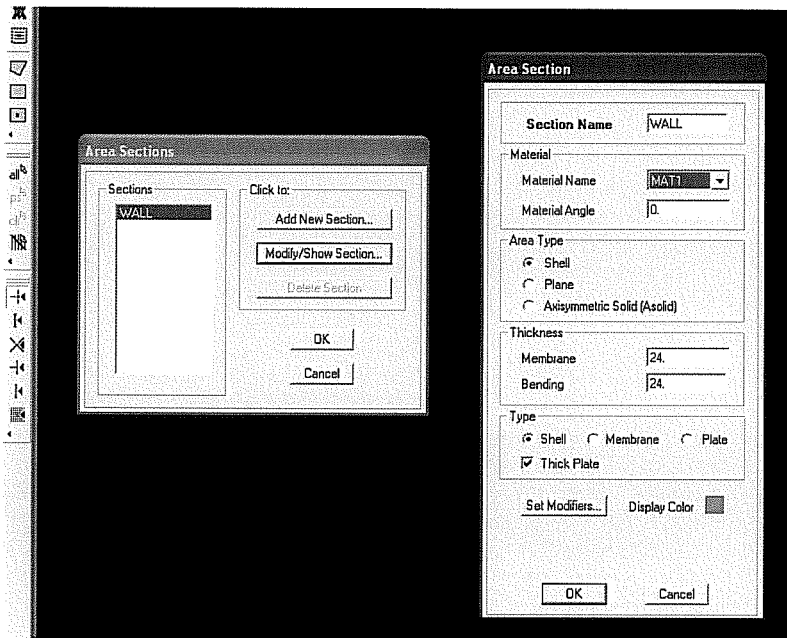 Area Sections
Sections
WALL
Click to:
Add New Section...
Modify/Show Section...
Delete Section
OK
Cancel
Area Section
Section Name WALL
Material
Material Name MAT1
Material Angle 0.
Area Type
Shell
Plane
Axisymmetric Solid (Asolid)
Thickness
Membrane 24.
Bending 24.
Type
Shell Membrane Plate
Thick Plate
Set Modifiers... Display Color
OK Cancel
all